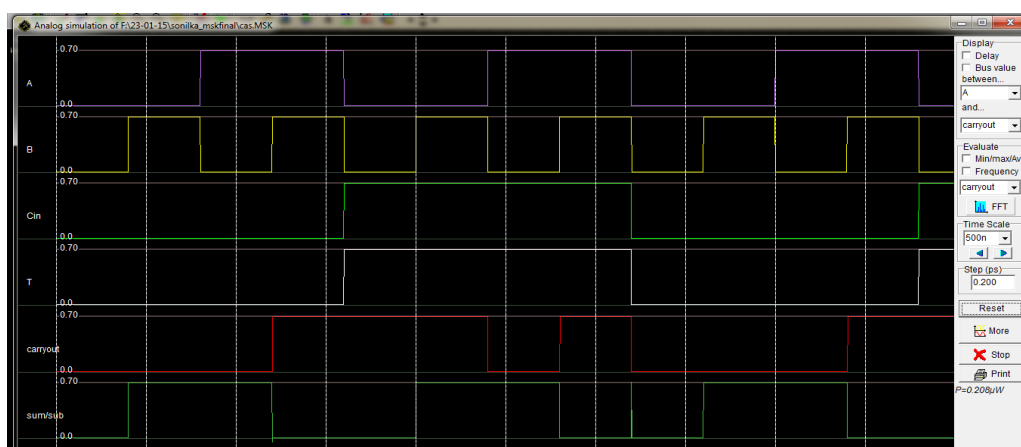 Analog simulation of F:\23-01-15\sonilka_mskfinal\cas.MSK
0.70
A
0.0
0.70
B
0.0
0.70
Cin
0.0
0.70
T
0.0
0.70
carryout
0.0
0.70
sum/sub
0.0
Display
Delay
Bus value
between...
A
and...
carryout
Evaluate
Min/max/Av
Frequency
carryout
FFT
Time Scale
500n
Step (ps)
0.200
Reset
More
Stop
Print
P=0.208µW